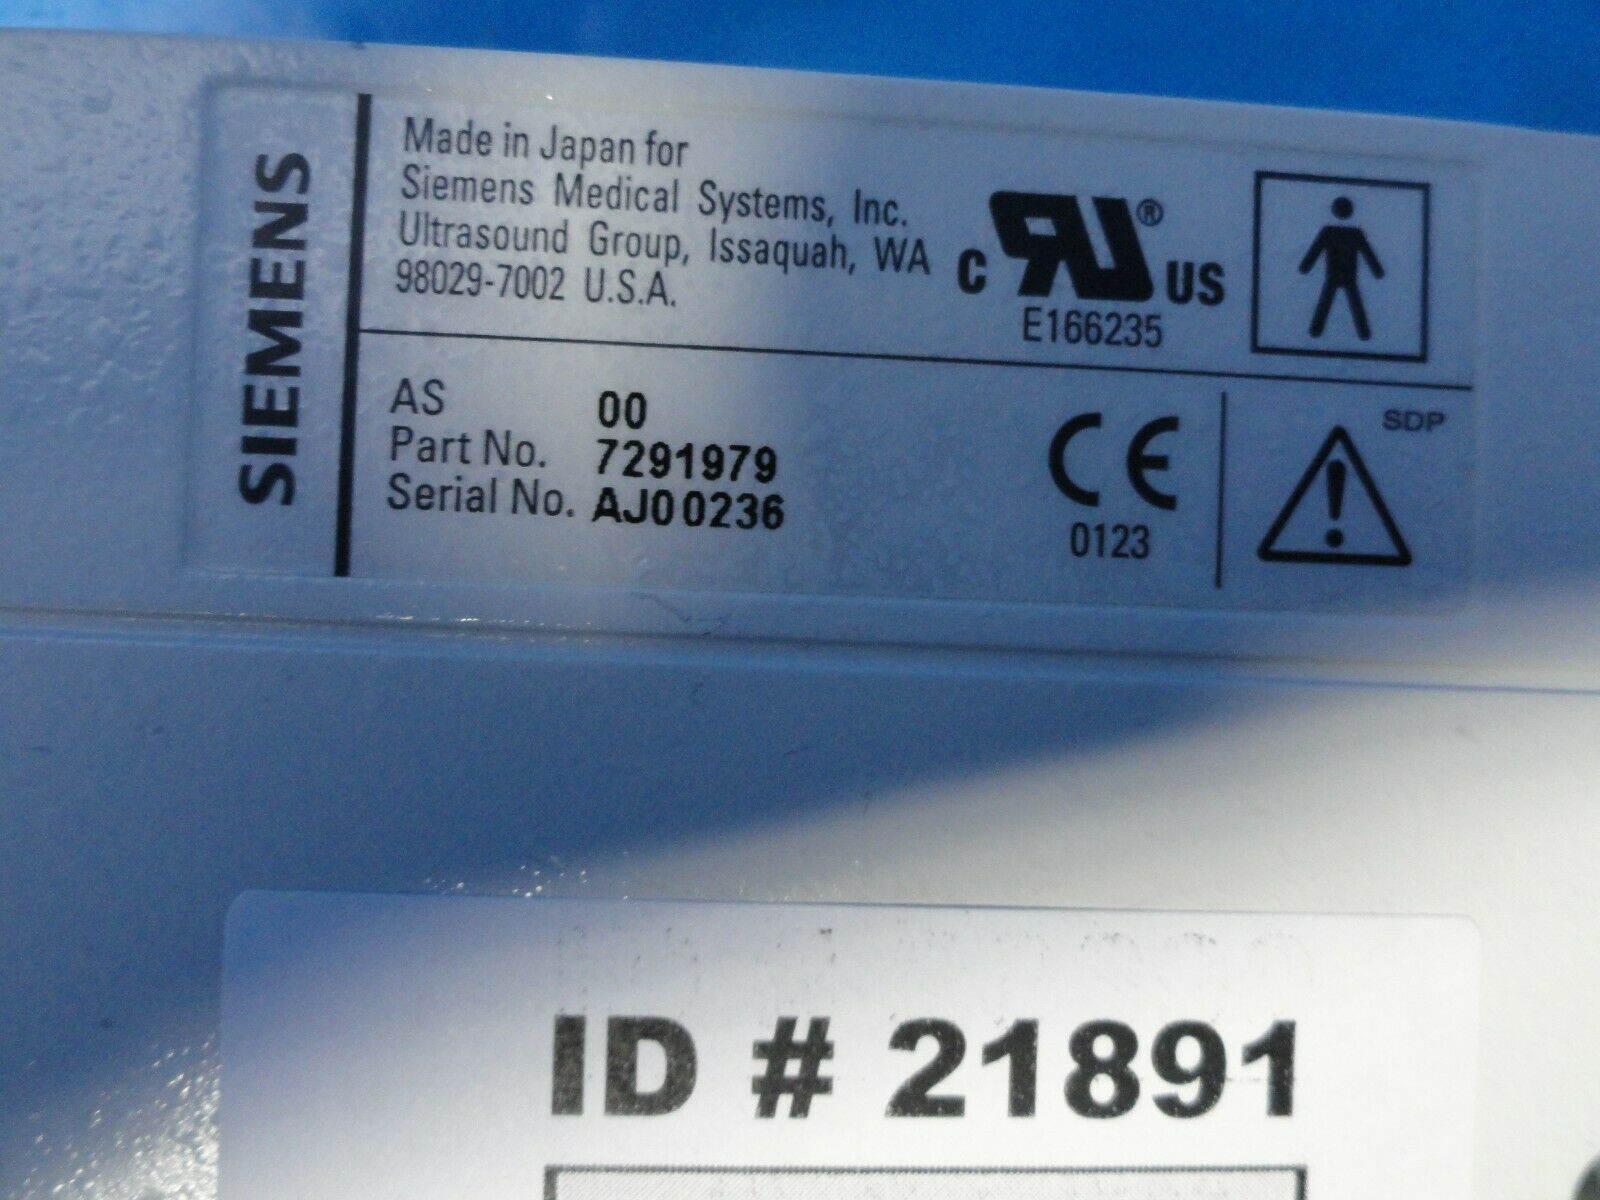 SIEMENS
Made in Japan for
Siemens Medical Systems, Inc.
Ultrasound Group, Issaquah, WA
98029-7002 U.S.A.
C RU® US
E166235
AS 00
Part No. 7291979
Serial No. AJ00236
CE
0123
SDP
ID # 21891